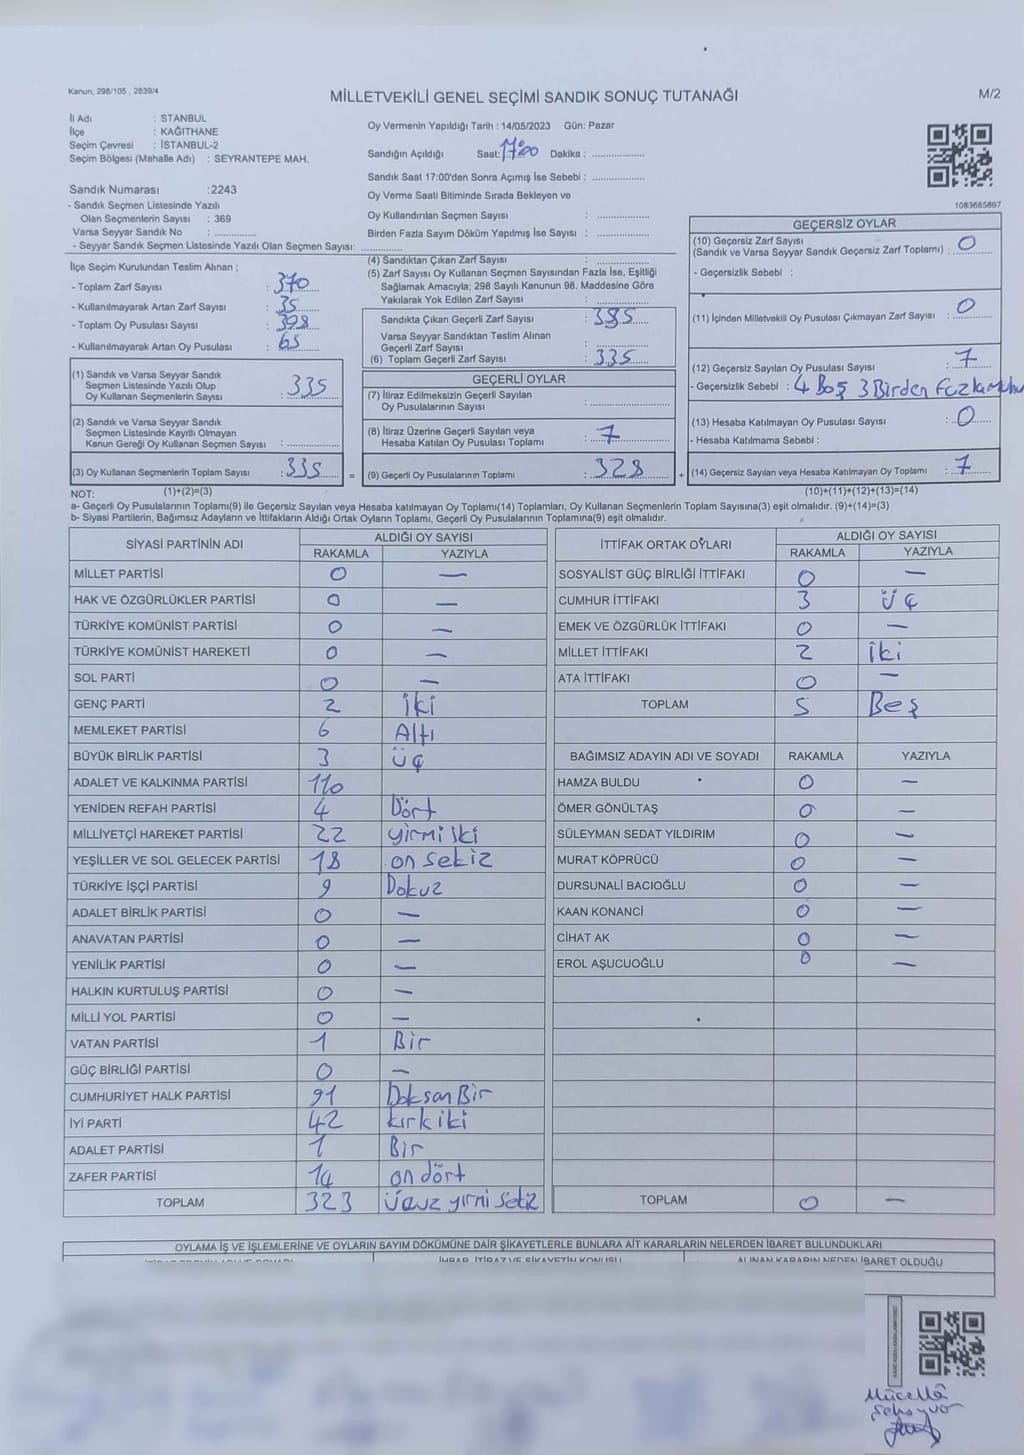 Kanun; 298/105 , 2839/4
MİLLETVEKİLİ GENEL SEÇİMİ SANDIK SONUÇ TUTANAĞI
M/2
İl Adı : STANBUL
İlçe : KAĞITHANE
Seçim Çevresi : İSTANBUL-2
Seçim Bölgesi (Mahalle Adı) : SEYRANTEPE MAH.
Sandık Numarası :2243
- Sandık Seçmen Listesinde Yazılı
Olan Seçmenlerin Sayısı : 369
Varsa Seyyar Sandık No :
- Seyyar Sandık Seçmen Listesinde Yazılı Olan Seçmen Sayısı:
Oy Vermenin Yapıldığı Tarih : 14/05/2023 Gün: Pazar
Sandığın Açıldığı Saat: 17:00 Dakika :
Sandık Saat 17:00'den Sonra Açımış İse Sebebi :
Oy Verme Saati Bitiminde Sırada Bekleyen ve
Oy Kullandırılan Seçmen Sayısı :
Birden Fazla Sayım Döküm Yapılmış İse Sayısı :
1083665697
İlçe Seçim Kurulundan Teslim Alınan ;
- Toplam Zarf Sayısı : 370
- Kullanılmayarak Artan Zarf Sayısı : 35
- Toplam Oy Pusulası Sayısı : 398
- Kullanılmayarak Artan Oy Pusulası : 65
(4) Sandıktan Çıkan Zarf Sayısı :
(5) Zarf Sayısı Oy Kullanan Seçmen Sayısından Fazla İse, Eşitliği
Sağlamak Amacıyla; 298 Sayılı Kanunun 98. Maddesine Göre
Yakılarak Yok Edilen Zarf Sayısı :
Sandıkta Çıkan Geçerli Zarf Sayısı : 335
Varsa Seyyar Sandıktan Teslim Alınan
Geçerli Zarf Sayısı :
(6) Toplam Geçerli Zarf Sayısı : 335
GEÇERSİZ OYLAR
(10) Geçersiz Zarf Sayısı
(Sandık ve Varsa Seyyar Sandık Geçersiz Zarf Toplamı) : 0
- Geçersizlik Sebebi :
(11) İçinden Milletvekili Oy Pusulası Çıkmayan Zarf Sayısı : 0
(12) Geçersiz Sayılan Oy Pusulası Sayısı : 7
- Geçersizlik Sebebi : 4 Boş 3 Birden Fazla
(13) Hesaba Katılmayan Oy Pusulası Sayısı : 0
- Hesaba Katılmama Sebebi :
(14) Geçersiz Sayılan veya Hesaba Katılmayan Oy Toplamı : 7
(1) Sandık ve Varsa Seyyar Sandık
Seçmen Listesinde Yazılı Olup
Oy Kullanan Seçmenlerin Sayısı : 335
(2) Sandık ve Varsa Seyyar Sandık
Seçmen Listesinde Kayıtlı Olmayan
Kanun Gereği Oy Kullanan Seçmen Sayısı :
(3) Oy Kullanan Seçmenlerin Toplam Sayısı : 335
GEÇERLİ OYLAR
(7) İtiraz Edilmeksizin Geçerli Sayılan
Oy Pusulalarının Sayısı :
(8) İtiraz Üzerine Geçerli Sayılan veya
Hesaba Katılan Oy Pusulası Toplamı : 7
= (9) Geçerli Oy Pusulalarının Toplamı : 328 +
NOT: (1)+(2)=(3) (10)+(11)+(12)+(13)=(14)
a- Geçerli Oy Pusulaları Toplamı(9) ile Geçersiz Sayılan veya Hesaba katılmayan Oy Toplamı(14) Toplamları, Oy Kullanan Seçmenlerin Toplam Sayısına(3) eşit olmalıdır. (9)+(14)=(3)
b- Siyasi Partilerin, Bağımsız Adayların ve İttifakların Aldığı Ortak Oyların Toplamı, Geçerli Oy Pusulalarının Toplamına(9) eşit olmalıdır.
SİYASİ PARTİNİN ADI ALDIĞI OY SAYISI
RAKAMLA YAZIYLA
MİLLET PARTİSİ 0 —
HAK VE ÖZGÜRLÜKLER PARTİSİ 0 —
TÜRKİYE KOMÜNİST PARTİSİ 0 —
TÜRKİYE KOMÜNİST HAREKETİ 0 —
SOL PARTİ 0 —
GENÇ PARTİ 2 İki
MEMLEKET PARTİSİ 6 Altı
BÜYÜK BİRLİK PARTİSİ 3 üç
ADALET VE KALKINMA PARTİSİ 110
YENİDEN REFAH PARTİSİ 4 Dört
MİLLİYETÇİ HAREKET PARTİSİ 22 yirmi iki
YEŞİLLER VE SOL GELECEK PARTİSİ 18 on sekiz
TÜRKİYE İŞÇİ PARTİSİ 9 Dokuz
ADALET BİRLİK PARTİSİ 0 —
ANAVATAN PARTİSİ 0 —
YENİLİK PARTİSİ 0 —
HALKIN KURTULUŞ PARTİSİ 0 —
MİLLİ YOL PARTİSİ 0 —
VATAN PARTİSİ 1 Bir
GÜÇ BİRLİĞİ PARTİSİ 0 —
CUMHURİYET HALK PARTİSİ 91 Doksan Bir
İYİ PARTİ 42 kırk iki
ADALET PARTİSİ 1 Bir
ZAFER PARTİSİ 14 on dört
TOPLAM 323 Üçyüz yirmi sekiz
İTTİFAK ORTAK OYLARI ALDIĞI OY SAYISI
RAKAMLA YAZIYLA
SOSYALİST GÜÇ BİRLİĞİ İTTİFAKI 0 —
CUMHUR İTTİFAKI 3 ÜÇ
EMEK VE ÖZGÜRLÜK İTTİFAKI 0 —
MİLLET İTTİFAKI 2 İki
ATA İTTİFAKI 0 —
TOPLAM 5 Beş
BAĞIMSIZ ADAYIN ADI VE SOYADI RAKAMLA YAZIYLA
HAMZA BULDU 0 —
ÖMER GÖNÜLTAŞ 0 —
SÜLEYMAN SEDAT YILDIRIM 0 —
MURAT KÖPRÜCÜ 0 —
DURSUNALİ BACIOĞLU 0 —
KAAN KONANCİ 0 —
CİHAT AK 0 —
EROL AŞUCUOĞLU 0 —
TOPLAM 0 —
OYLAMA İŞ VE İŞLEMLERİNE VE OYLARIN SAYIM DÖKÜMÜNE DAİR ŞİKAYETLERLE BUNLARA AİT KARARLARIN NELERDEN İBARET BULUNDUKLARI
İHBAR, İTİRAZ VE ŞİKAYETİN KONUSU ALINAN KARARIN NEDEN İBARET OLDUĞU
Mücellâ